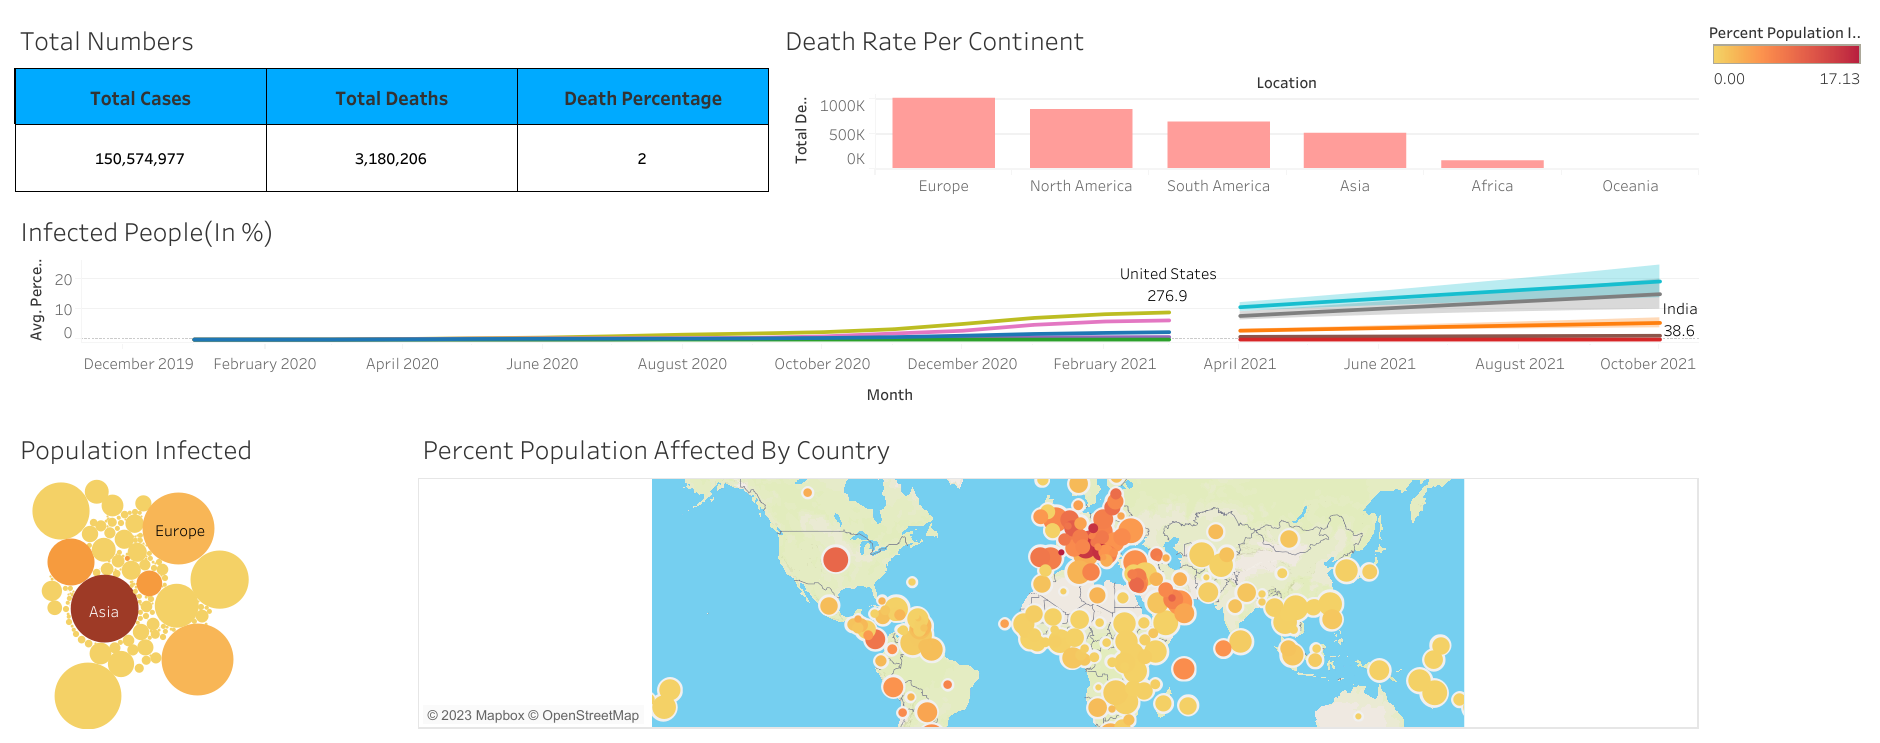 Total Numbers
Total Cases Total Deaths Death Percentage
150,574,977 3,180,206 2
Death Rate Per Continent
Location
Total De..
1000K
500K
0K
Europe North America South America Asia Africa Oceania
Percent Population I..
0.00 17.13
Infected People(In %)
Avg. Perce..
20
10
0
United States
276.9
India
38.6
December 2019 February 2020 April 2020 June 2020 August 2020 October 2020 December 2020 February 2021 April 2021 June 2021 August 2021 October 2021
Month
Population Infected
Europe
Asia
Percent Population Affected By Country
© 2023 Mapbox © OpenStreetMap